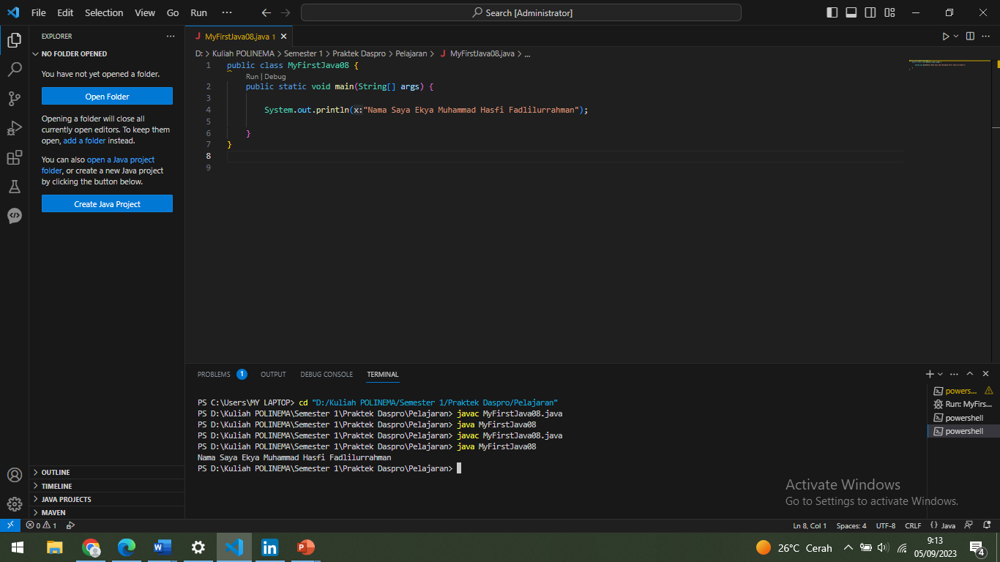 File Edit Selection View Go Run ··· Search [Administrator]
EXPLORER ···
NO FOLDER OPENED
You have not yet opened a folder.
Open Folder
Opening a folder will close all
currently open editors. To keep them
open, add a folder instead.
You can also open a Java project
folder, or create a new Java project
by clicking the button below.
Create Java Project
OUTLINE
TIMELINE
JAVA PROJECTS
MAVEN
J MyFirstJava08.java 1
D: > Kuliah POLINEMA > Semester 1 > Praktek Daspro > Pelajaran > J MyFirstJava08.java > ...
1 public class MyFirstJava08 {
Run | Debug
2 public static void main(String[] args) {
3
4 System.out.println(x:"Nama Saya Ekya Muhammad Hasfi Fadlilurrahman");
5
6 }
7 }
8
9
PROBLEMS 1 OUTPUT DEBUG CONSOLE TERMINAL
PS C:\Users\MY LAPTOP> cd "D:/Kuliah POLINEMA/Semester 1/Praktek Daspro/Pelajaran"
PS D:\Kuliah POLINEMA\Semester 1\Praktek Daspro\Pelajaran> javac MyFirstJava08.java
PS D:\Kuliah POLINEMA\Semester 1\Praktek Daspro\Pelajaran> java MyFirstJava08
PS D:\Kuliah POLINEMA\Semester 1\Praktek Daspro\Pelajaran> javac MyFirstJava08.java
PS D:\Kuliah POLINEMA\Semester 1\Praktek Daspro\Pelajaran> java MyFirstJava08
Nama Saya Ekya Muhammad Hasfi Fadlilurrahman
PS D:\Kuliah POLINEMA\Semester 1\Praktek Daspro\Pelajaran>
powers...
Run: MyFirs...
powershell
powershell
Activate Windows
Go to Settings to activate Windows.
0 1 Ln 8, Col 1 Spaces: 4 UTF-8 CRLF {} Java
26°C Cerah
9:13
05/09/2023
4